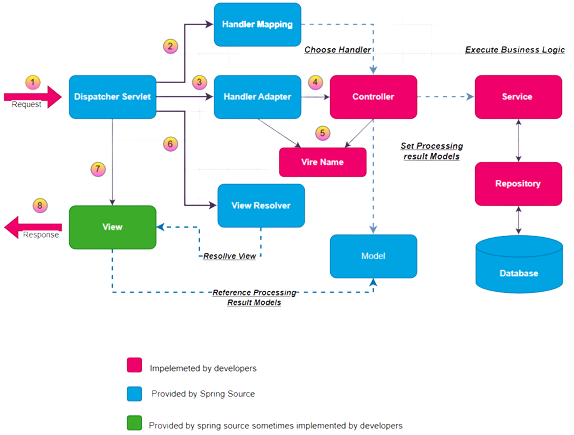 Handler Mapping
2
Choose Handler
Execute Business Logic
1
Request
Dispatcher Servlet
3
Handler Adapter
4
Controller
Service
5
6
Set Processing
result Models
Vire Name
7
Repository
8
Response
View
View Resolver
Resollve View
Model
Database
Reference Processing
Result Models
Impelemeted by developers
Provided by Spring Source
Provided by spring source sometimes implemented by developers